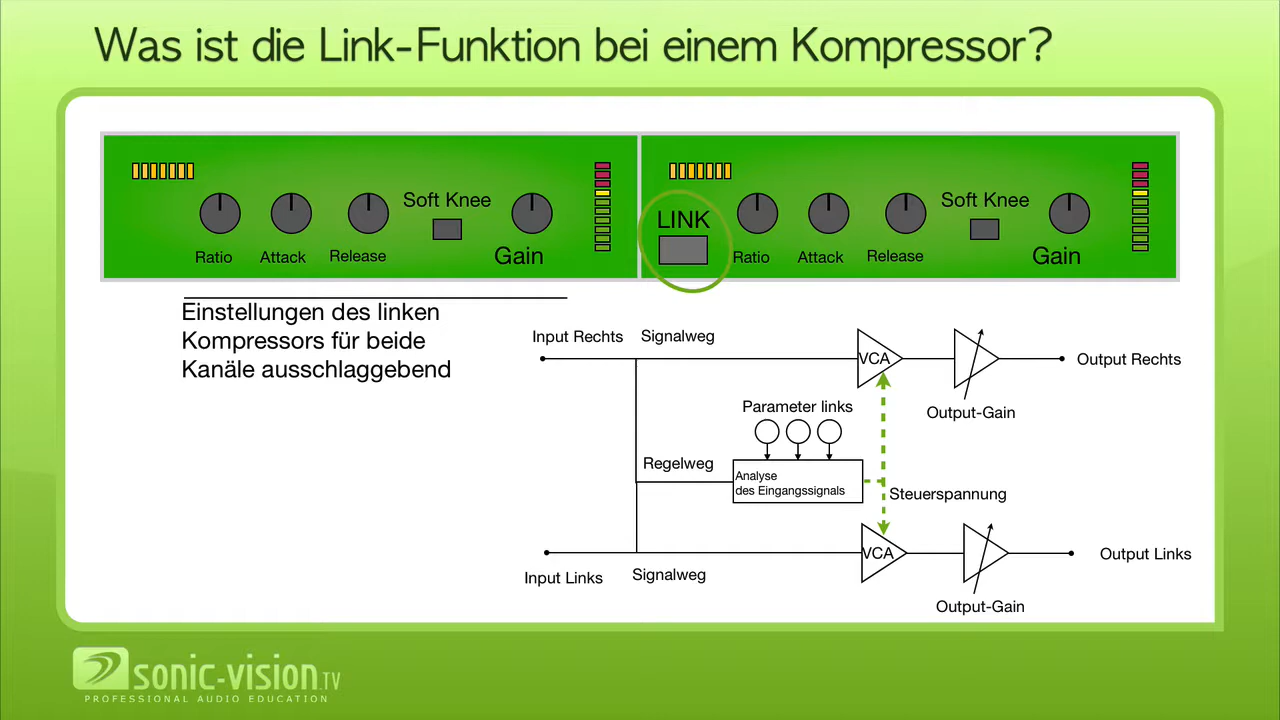 Was ist die Link-Funktion bei einem Kompressor?
Soft Knee
Ratio
Attack
Release
Gain
LINK
Soft Knee
Ratio
Attack
Release
Gain
Einstellungen des linken
Kompressors für beide
Kanäle ausschlaggebend
Input Rechts
Signalweg
VCA
Output Rechts
Output-Gain
Parameter links
Regelweg
Analyse
des Eingangssignals
Steuerspannung
Input Links
Signalweg
VCA
Output Links
Output-Gain
sonic-vision.TV
PROFESSIONAL AUDIO EDUCATION